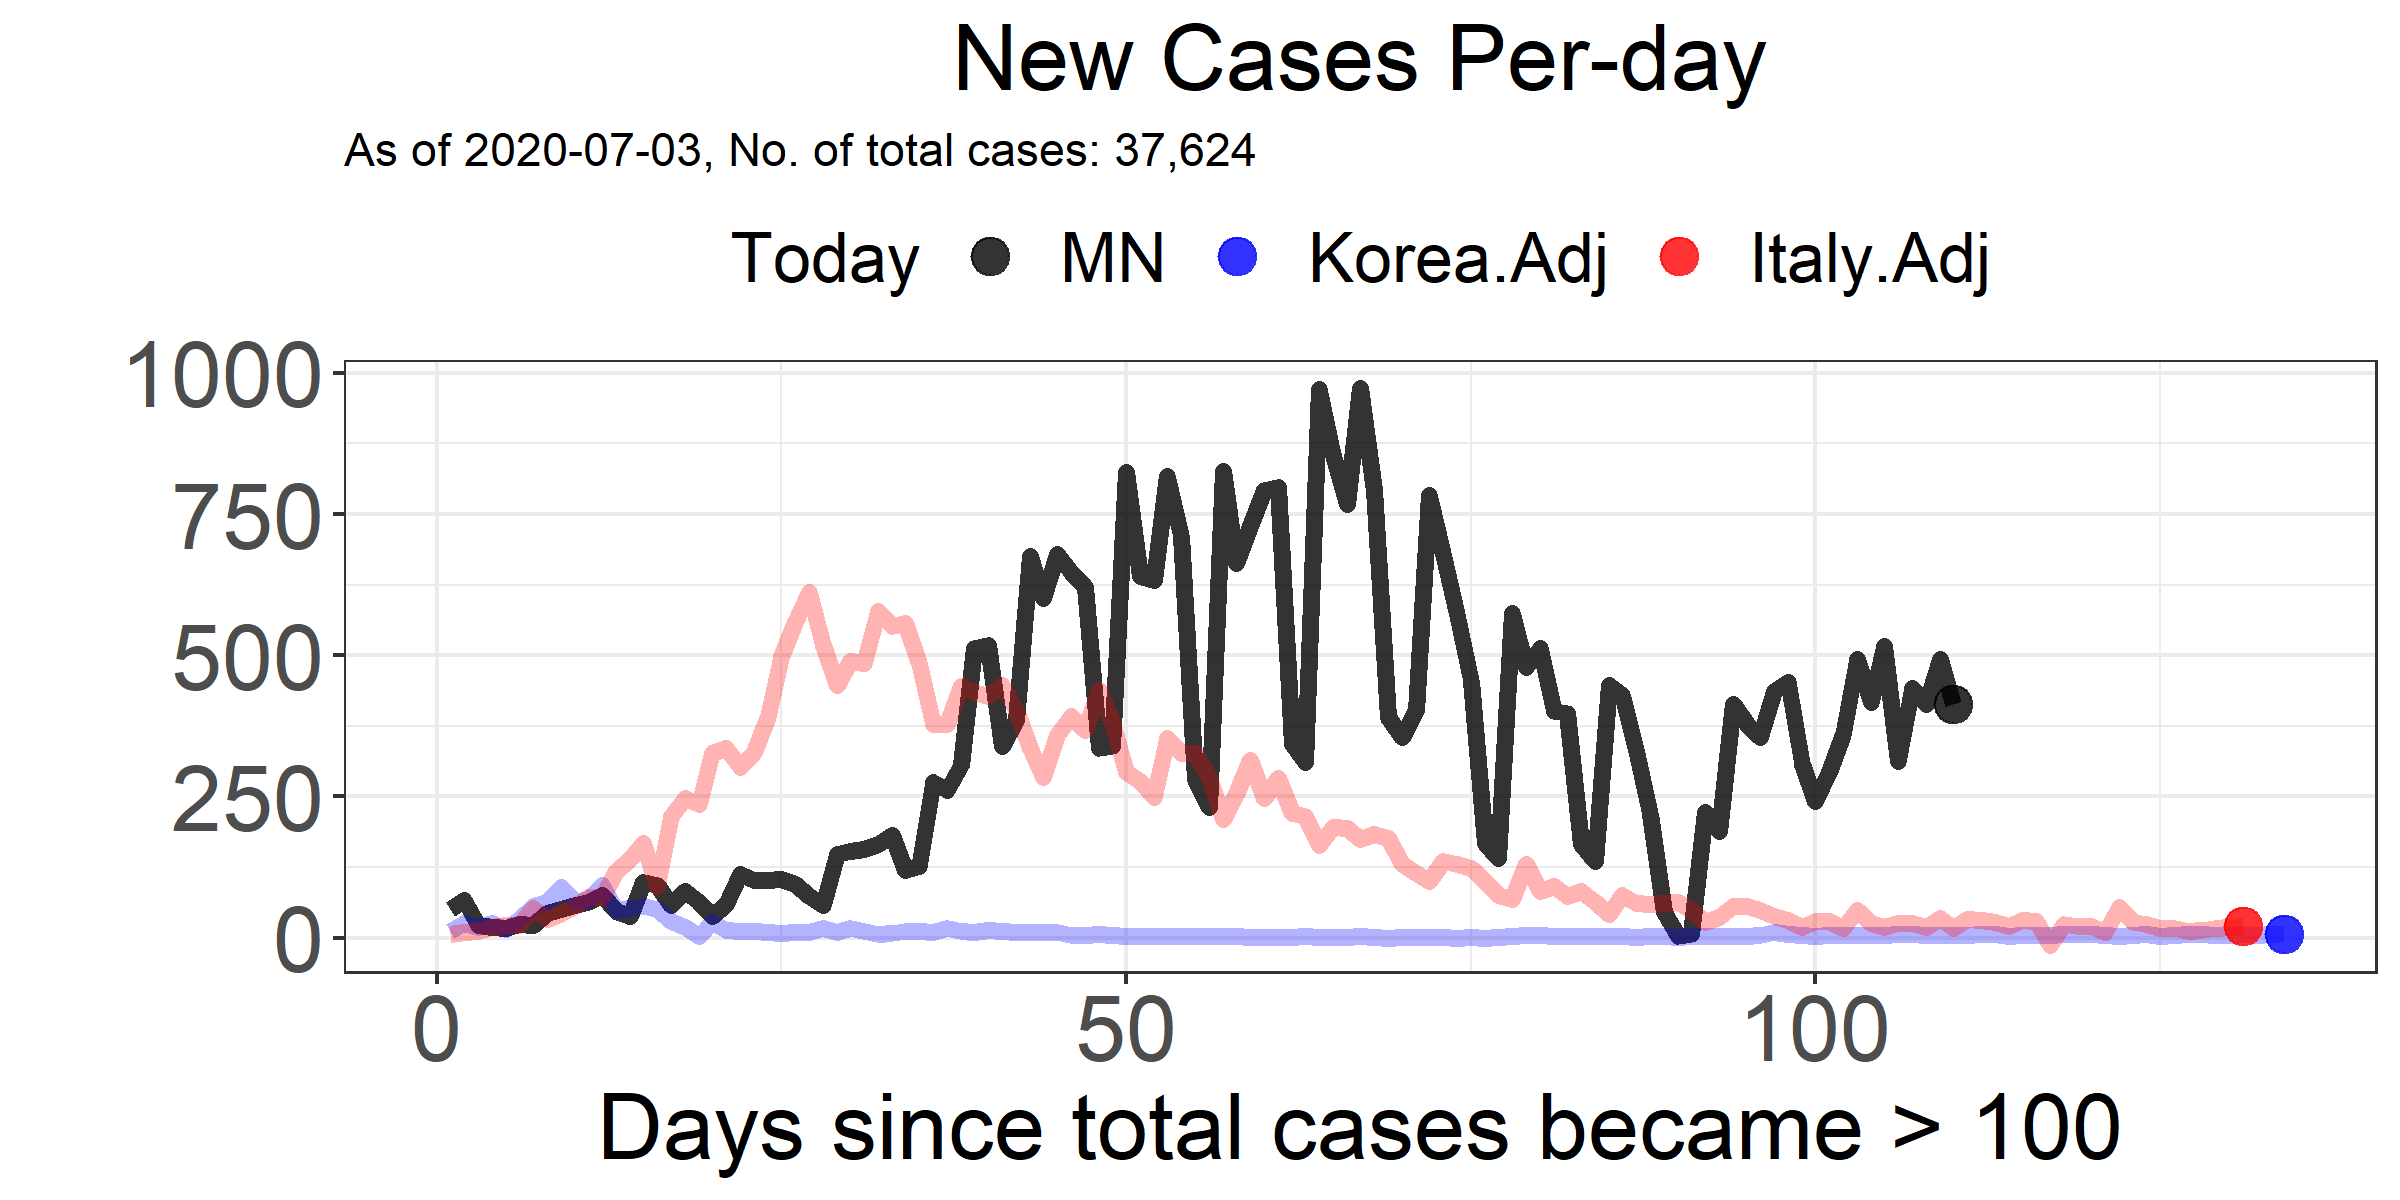 New Cases Per-day
As of 2020-07-03, No. of total cases: 37,624
Today MN Korea.Adj Italy.Adj
1000
750
500
250
0
0 50 100
Days since total cases became > 100